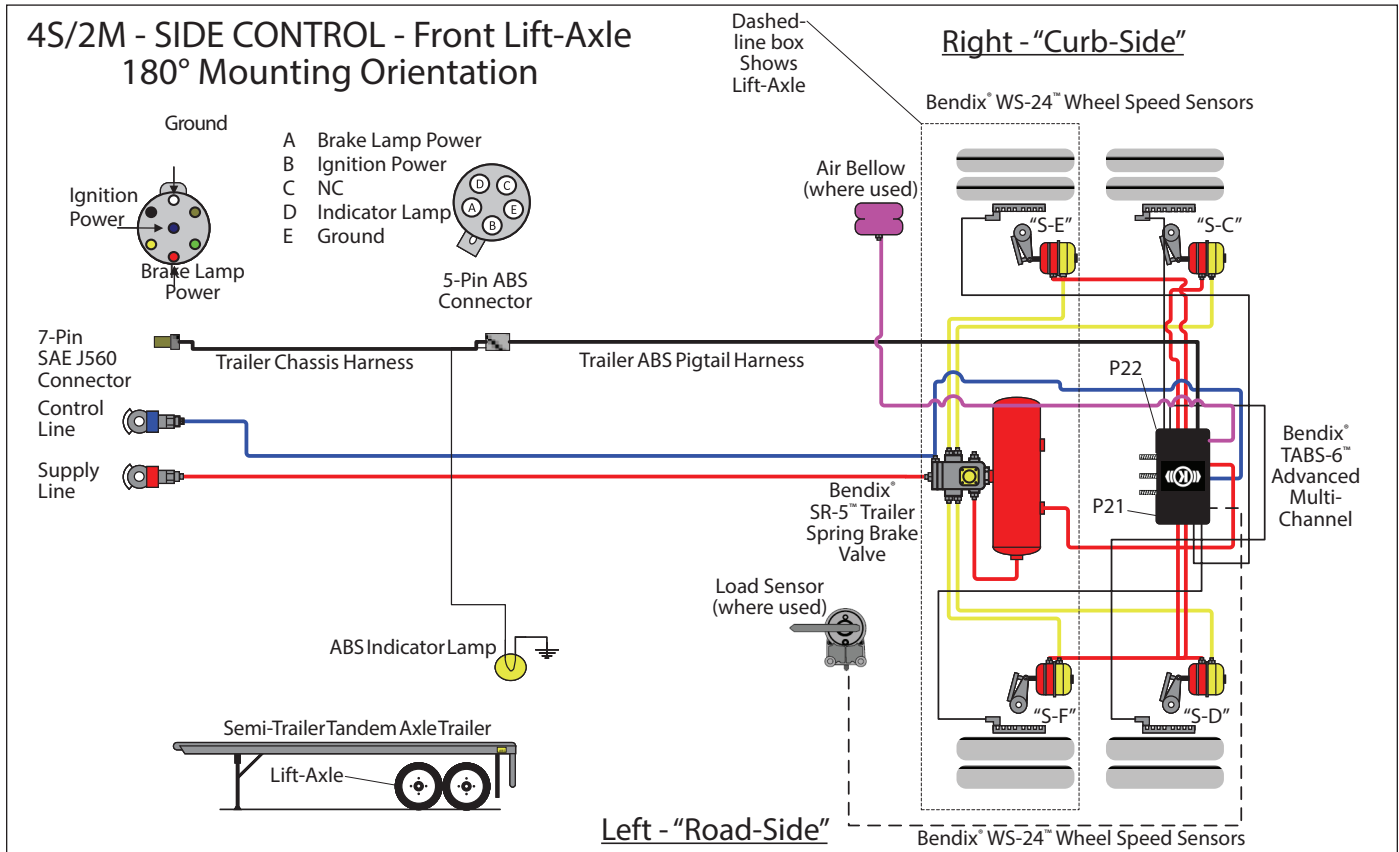 4S/2M - SIDE CONTROL - Front Lift-Axle
180° Mounting Orientation
Dashed-
line box
Shows
Lift-Axle
Right - “Curb-Side”
Bendix® WS-24™ Wheel Speed Sensors
Ground
Ignition
Power
Brake Lamp
Power
A Brake Lamp Power
B Ignition Power
C NC
D Indicator Lamp
E Ground
D
C
A
E
B
5-Pin ABS
Connector
Air Bellow
(where used)
“S-E”
“S-C”
7-Pin
SAE J560
Connector
Trailer Chassis Harness
Trailer ABS Pigtail Harness
Control
Line
Supply
Line
P22
P21
K
Bendix®
TABS-6™
Advanced
Multi-
Channel
Bendix®
SR-5™ Trailer
Spring Brake
Valve
Load Sensor
(where used)
ABS Indicator Lamp
“S-F”
“S-D”
Semi-Trailer Tandem Axle Trailer
Lift-Axle
Left - “Road-Side”
Bendix® WS-24™ Wheel Speed Sensors